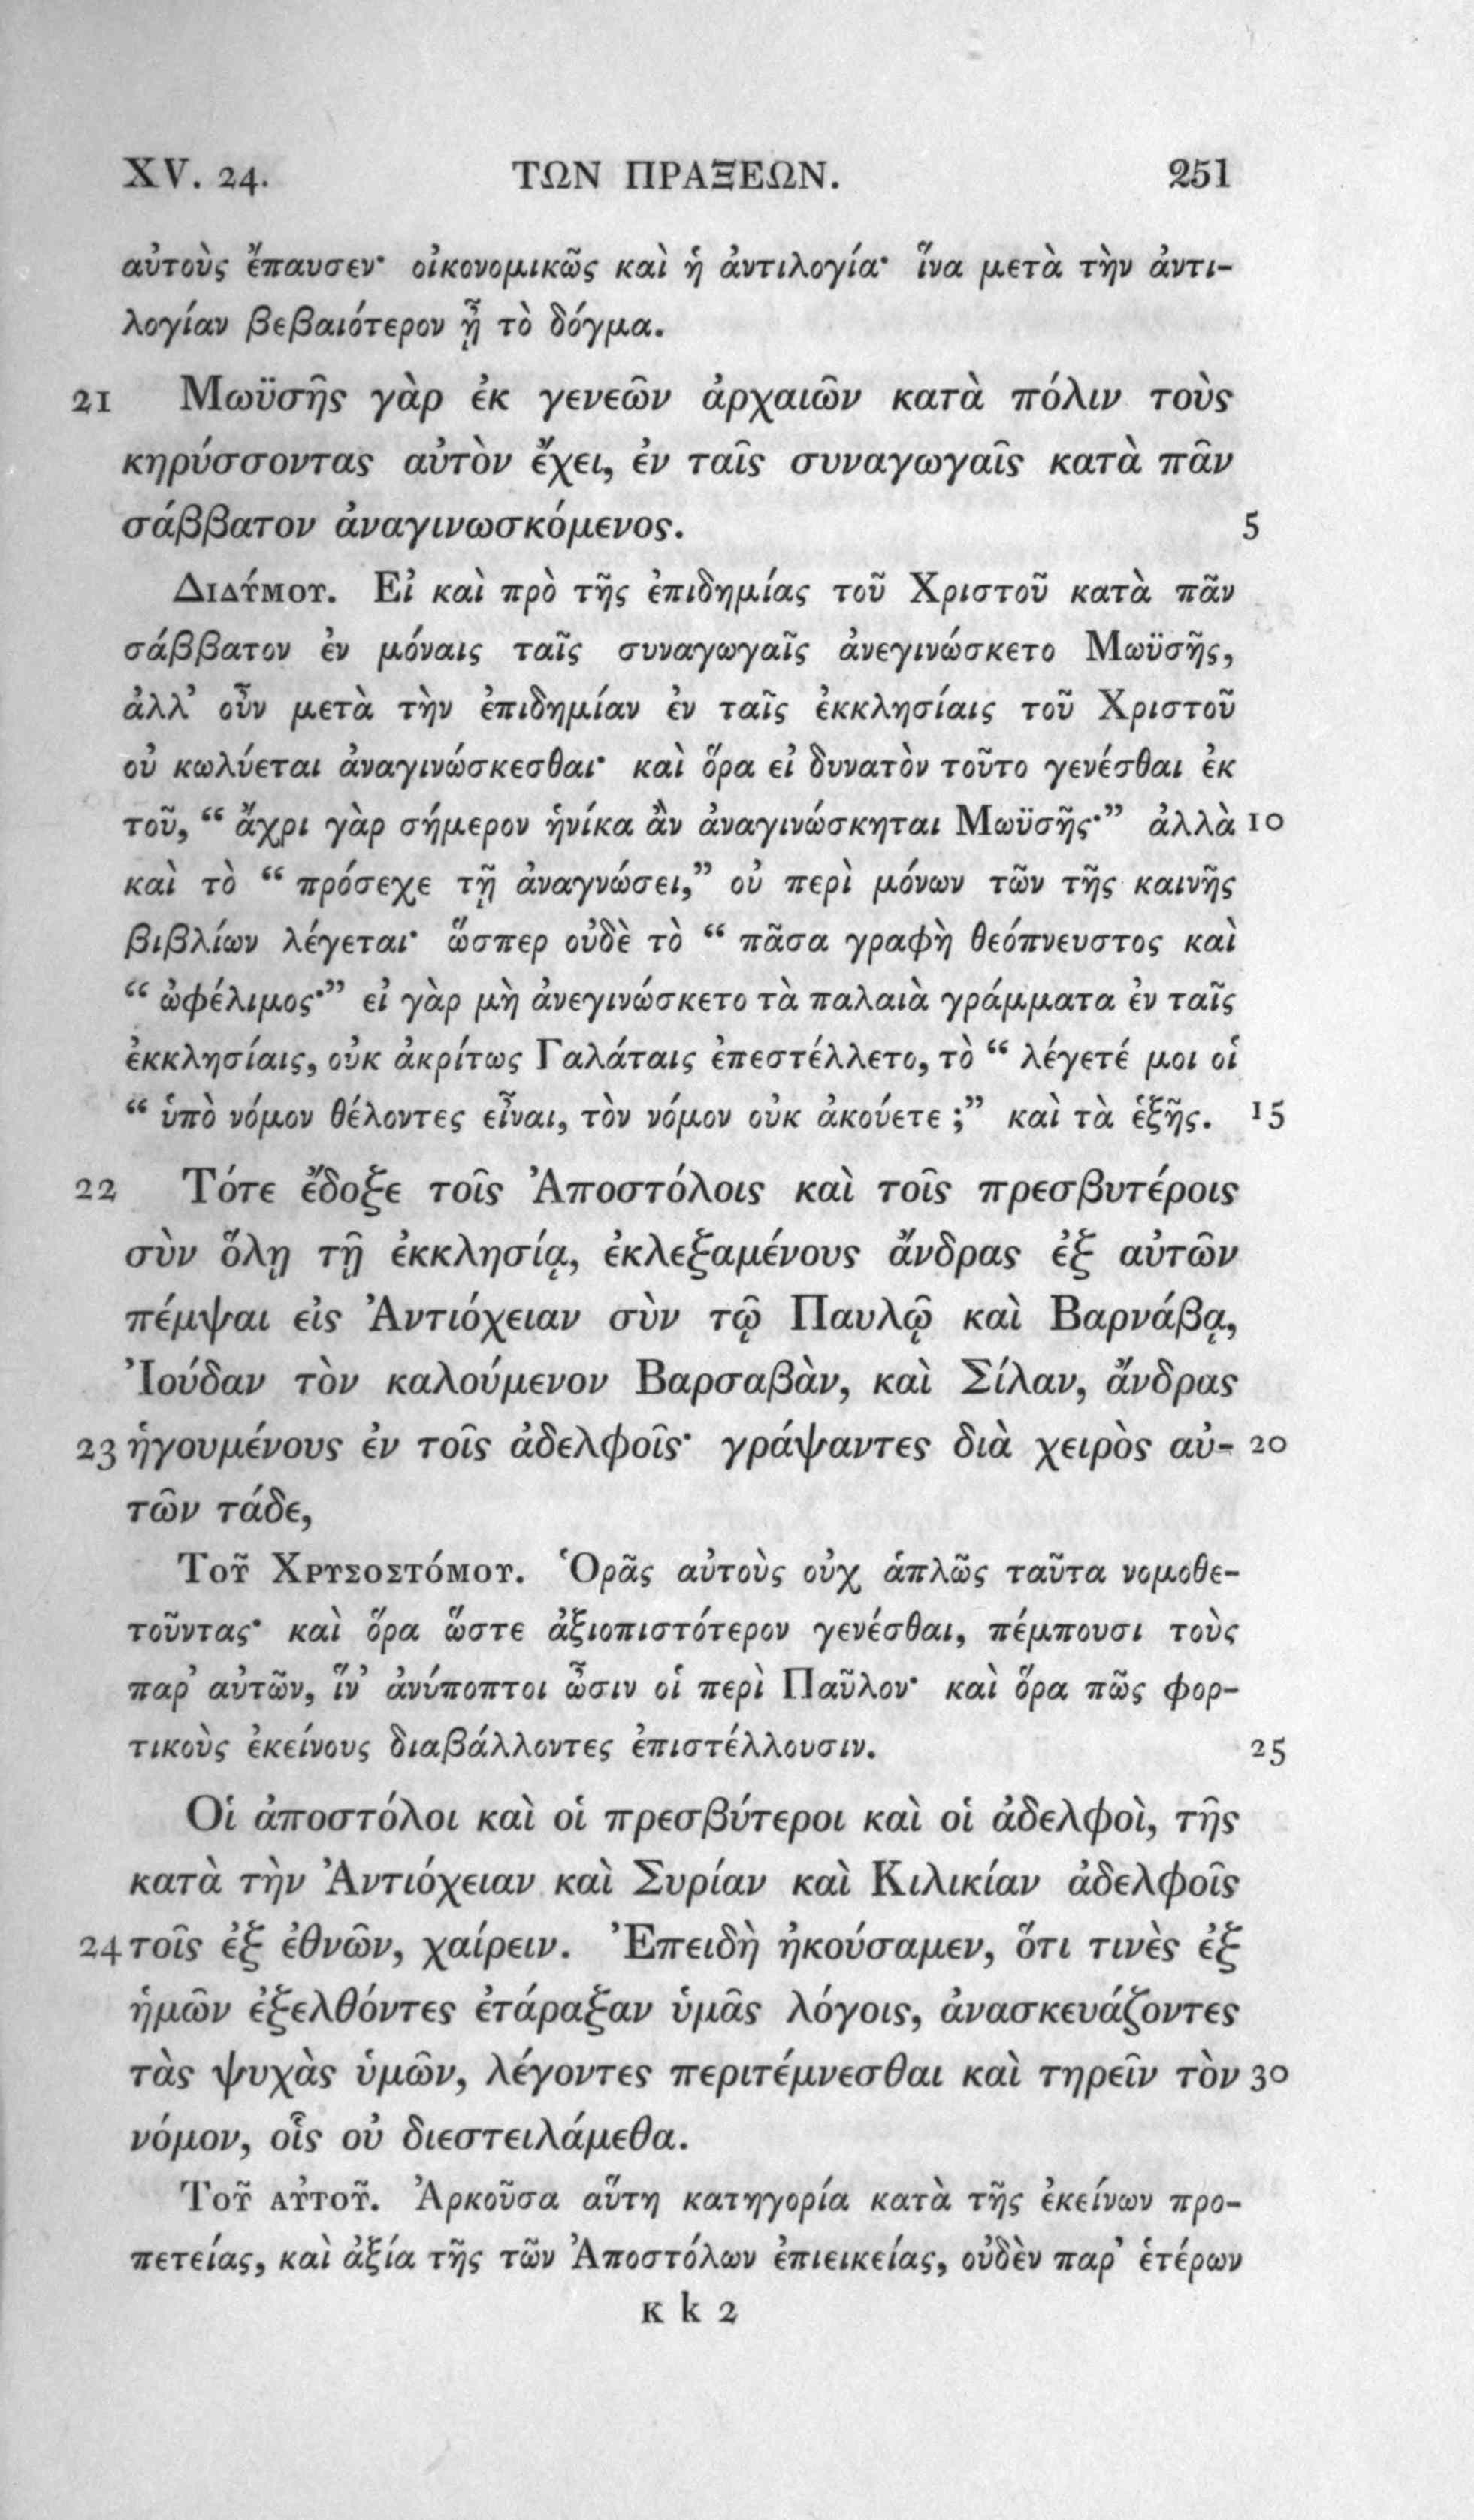 XV. 24. ΤΩΝ ΠΡΑΞΕΩΝ. 251
αὐτοὺς ἔπαυσεν· οἰκονομικῶς καὶ ἡ ἀντιλογία· ἵνα μετὰ τὴν ἀντι-
λογίαν βεβαιότερον ᾖ τὸ δόγμα.
21 Μωϋσῆς γὰρ ἐκ γενεῶν ἀρχαιῶν κατὰ πόλιν τοὺς
κηρύσσοντας αὐτὸν ἔχει, ἐν ταῖς συναγωγαῖς κατὰ πᾶν
σάββατον ἀναγινωσκόμενος. 5
Διδύμου. Εἰ καὶ πρὸ τῆς ἐπιδημίας τοῦ Χριστοῦ κατὰ πᾶν
σάββατον ἐν μόναις ταῖς συναγωγαῖς ἀνεγινώσκετο Μωϋσῆς,
ἀλλ’ οὖν μετὰ τὴν ἐπιδημίαν ἐν ταῖς ἐκκλησίαις τοῦ Χριστοῦ
οὐ κωλύεται ἀναγινώσκεσθαι· καὶ ὅρα εἰ δυνατὸν τοῦτο γενέσθαι ἐκ
τοῦ, “ ἄχρι γὰρ σήμερον ἡνίκα ἂν ἀναγινώσκηται Μωϋσῆς·” ἀλλὰ 10
καὶ τὸ “ πρόσεχε τῇ ἀναγνώσει,” οὐ περὶ μόνων τῶν τῆς καινῆς
βιβλίων λέγεται· ὥσπερ οὐδὲ τὸ “ πᾶσα γραφὴ θεόπνευστος καὶ
“ ὠφέλιμος·” εἰ γὰρ μὴ ἀνεγινώσκετο τὰ παλαιὰ γράμματα ἐν ταῖς
ἐκκλησίαις, οὐκ ἀκρίτως Γαλάταις ἐπεστέλλετο, τὸ “ λέγετέ μοι οἱ
“ ὑπὸ νόμον θέλοντες εἶναι, τὸν νόμον οὐκ ἀκούετε ;” καὶ τὰ ἑξῆς. 15
22 Τότε ἔδοξε τοῖς Ἀποστόλοις καὶ τοῖς πρεσβυτέροις
σὺν ὅλῃ τῇ ἐκκλησίᾳ, ἐκλεξαμένους ἄνδρας ἐξ αὐτῶν
πέμψαι εἰς Ἀντιόχειαν σὺν τῷ Παυλῷ καὶ Βαρνάβᾳ,
Ἰούδαν τὸν καλούμενον Βαρσαβὰν, καὶ Σίλαν, ἄνδρας
23 ἡγουμένους ἐν τοῖς ἀδελφοῖς· γράψαντες διὰ χειρὸς αὐ- 20
τῶν τάδε,
Τοῦ Χρυσοστόμου. Ὁρᾶς αὐτοὺς οὐχ ἁπλῶς ταῦτα νομοθε-
τοῦντας· καὶ ὅρα ὥστε ἀξιοπιστότερον γενέσθαι, πέμπουσι τοὺς
παρ’ αὐτῶν, ἵν’ ἀνύποπτοι ὦσιν οἱ περὶ Παῦλον· καὶ ὅρα πῶς φορ-
τικοὺς ἐκείνους διαβάλλοντες ἐπιστέλλουσιν. 25
Οἱ ἀποστόλοι καὶ οἱ πρεσβύτεροι καὶ οἱ ἀδελφοὶ, τῆς
κατὰ τὴν Ἀντιόχειαν καὶ Συρίαν καὶ Κιλικίαν ἀδελφοῖς
24 τοῖς ἐξ ἐθνῶν, χαίρειν. Ἐπειδὴ ἠκούσαμεν, ὅτι τινὲς ἐξ
ἡμῶν ἐξελθόντες ἐτάραξαν ὑμᾶς λόγοις, ἀνασκευάζοντες
τὰς ψυχὰς ὑμῶν, λέγοντες περιτέμνεσθαι καὶ τηρεῖν τὸν 30
νόμον, οἷς οὐ διεστειλάμεθα.
Τοῦ αὐτοῦ. Ἀρκοῦσα αὕτη κατηγορία κατὰ τῆς ἐκείνων προ-
πετείας, καὶ ἀξία τῆς τῶν Ἀποστόλων ἐπιεικείας, οὐδὲν παρ’ ἑτέρων
K k 2